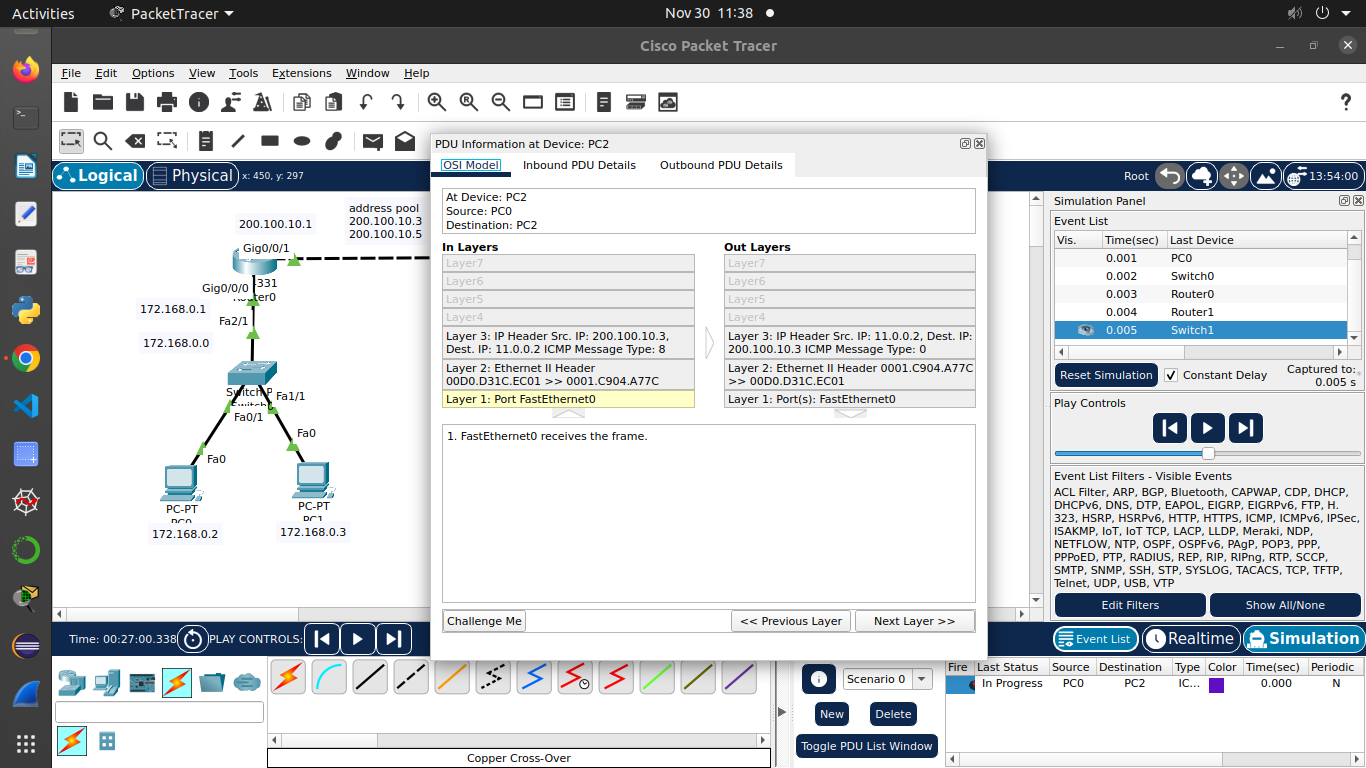 Activities
PacketTracer
Nov 30 11:38
Cisco Packet Tracer
File Edit Options View Tools Extensions Window Help
?
Logical
Physical
x: 450, y: 297
Root
13:54:00
200.100.10.1
address pool
200.100.10.3
200.100.10.5
Gig0/0/1
Gig0/0/0
172.168.0.1
Fa2/1
172.168.0.0
Fa1/1
Fa0/1
Fa0
Fa0
PC-PT
172.168.0.2
PC-PT
172.168.0.3
PDU Information at Device: PC2
OSI Model
Inbound PDU Details
Outbound PDU Details
At Device: PC2
Source: PC0
Destination: PC2
In Layers
Layer7
Layer6
Layer5
Layer4
Layer 3: IP Header Src. IP: 200.100.10.3,
Dest. IP: 11.0.0.2 ICMP Message Type: 8
Layer 2: Ethernet II Header
00D0.D31C.EC01 >> 0001.C904.A77C
Layer 1: Port FastEthernet0
Out Layers
Layer7
Layer6
Layer5
Layer4
Layer 3: IP Header Src. IP: 11.0.0.2, Dest. IP:
200.100.10.3 ICMP Message Type: 0
Layer 2: Ethernet II Header 0001.C904.A77C
>> 00D0.D31C.EC01
Layer 1: Port(s): FastEthernet0
1. FastEthernet0 receives the frame.
Challenge Me
<< Previous Layer
Next Layer >>
Simulation Panel
Event List
Vis. Time(sec) Last Device
0.001 PC0
0.002 Switch0
0.003 Router0
0.004 Router1
0.005 Switch1
Reset Simulation
Constant Delay
Captured to:
0.005 s
Play Controls
Event List Filters - Visible Events
ACL Filter, ARP, BGP, Bluetooth, CAPWAP, CDP, DHCP,
DHCPv6, DNS, DTP, EAPOL, EIGRP, EIGRPv6, FTP, H.
323, HSRP, HSRPv6, HTTP, HTTPS, ICMP, ICMPv6, IPSec,
ISAKMP, IoT, IoT TCP, LACP, LLDP, Meraki, NDP,
NETFLOW, NTP, OSPF, OSPFv6, PAgP, POP3, PPP,
PPPoED, PTP, RADIUS, REP, RIP, RIPng, RTP, SCCP,
SMTP, SNMP, SSH, STP, SYSLOG, TACACS, TCP, TFTP,
Telnet, UDP, USB, VTP
Edit Filters
Show All/None
Time: 00:27:00.338
PLAY CONTROLS:
Event List
Realtime
Simulation
Copper Cross-Over
Scenario 0
New
Delete
Toggle PDU List Window
Fire Last Status Source Destination Type Color Time(sec) Periodic
In Progress PC0 PC2 IC... 0.000 N